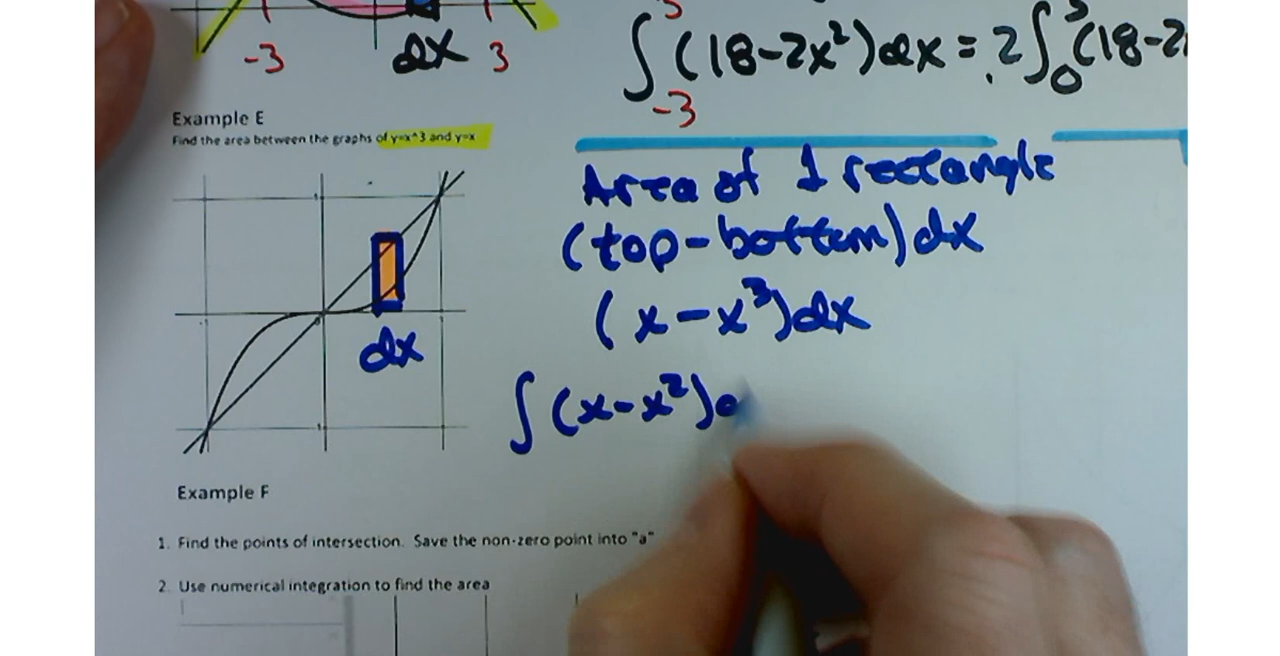 -3 dx 3
∫ (18-2x²)dx = 2∫ (18-2
-3 0
Example E
Find the area between the graphs of y=x^3 and y=x
Area of 1 rectangle
(top-bottom)dx
(x-x³)dx
dx
∫(x-x²)
Example F
1. Find the points of intersection. Save the non-zero point into "a"
2. Use numerical integration to find the area